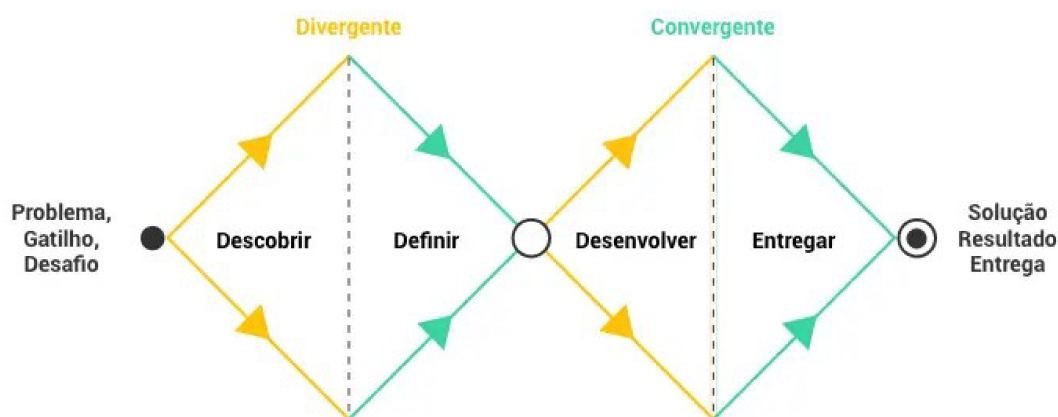 Divergente
Convergente
Problema,
Gatilho,
Desafio
Descobrir
Definir
Desenvolver
Entregar
Solução
Resultado
Entrega